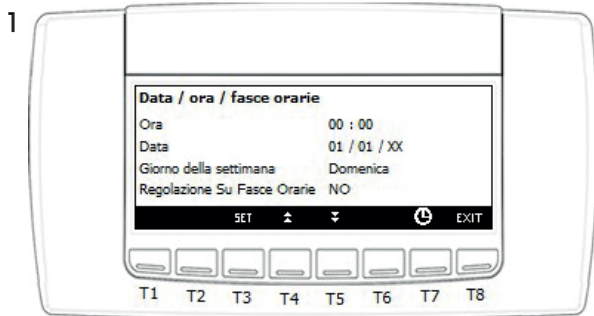 1
Data / ora / fasce orarie
Ora 00 : 00
Data 01 / 01 / XX
Giorno della settimana Domenica
Regolazione Su Fasce Orarie NO
SET EXIT
T1 T2 T3 T4 T5 T6 T7 T8